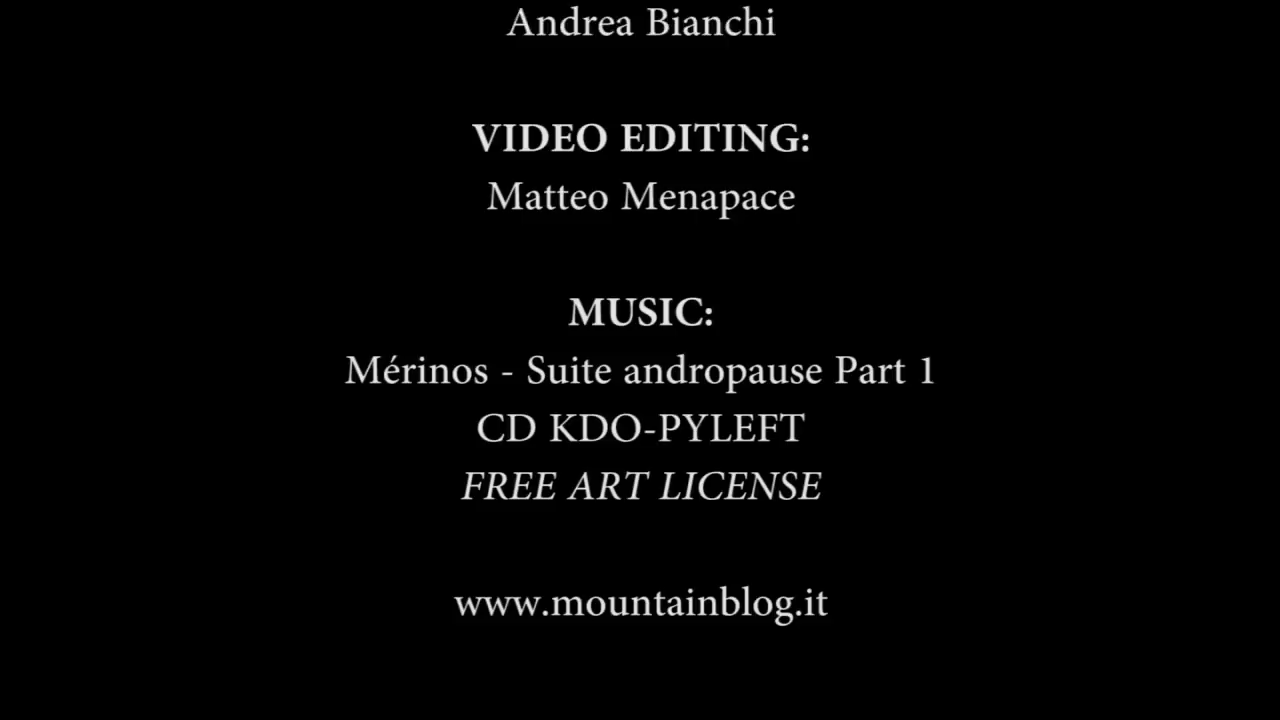 Andrea Bianchi
VIDEO EDITING:
Matteo Menapace
MUSIC:
Mérinos - Suite andropause Part 1
CD KDO-PYLEFT
FREE ART LICENSE
www.mountainblog.it